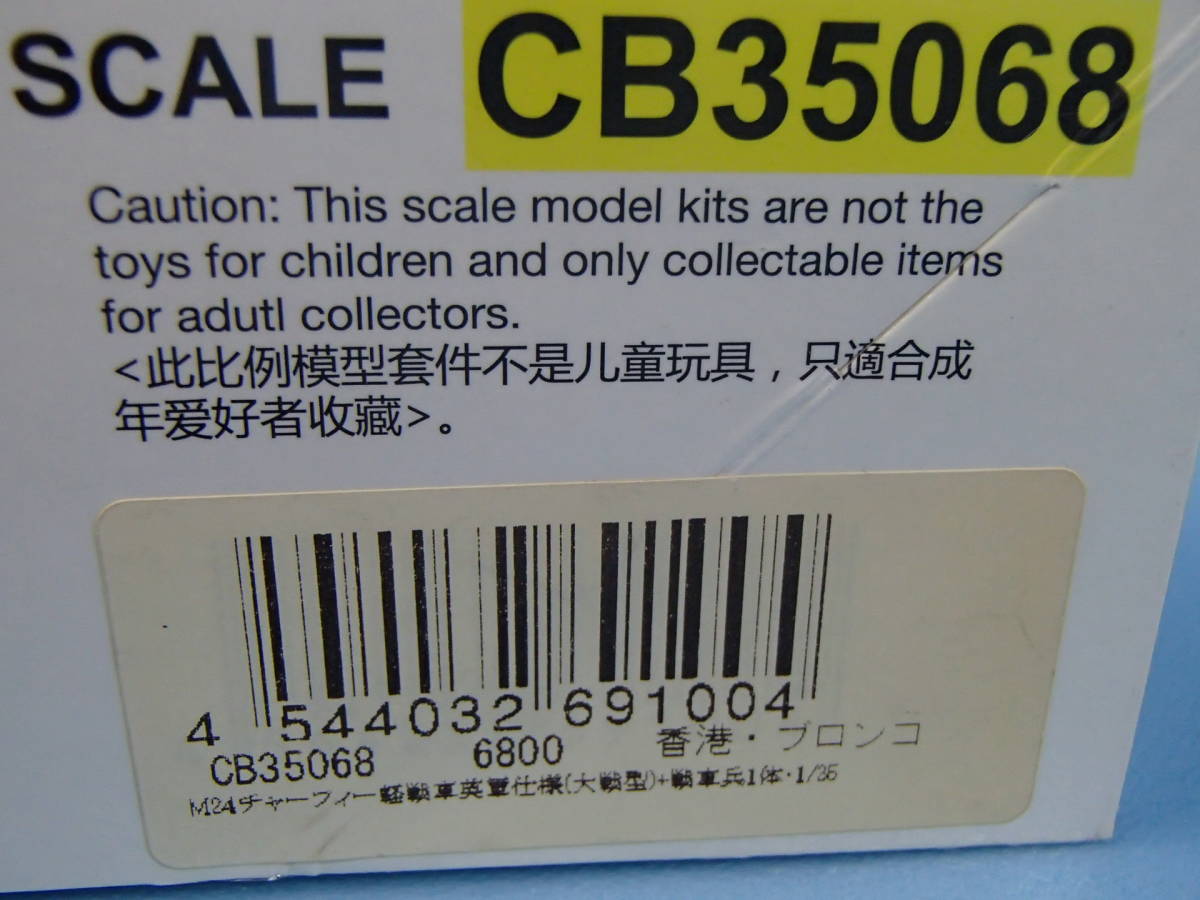 SCALE CB35068
Caution: This scale model kits are not the
toys for children and only collectable items
for adutl collectors.
<此比例模型套件不是儿童玩具，只適合成
年爱好者收藏>。
4 544032 691004
CB35068 6800 香港・ブロンコ
M24チャーフィー軽戦車英軍仕様(大戦型)+戦車兵1体・1/35